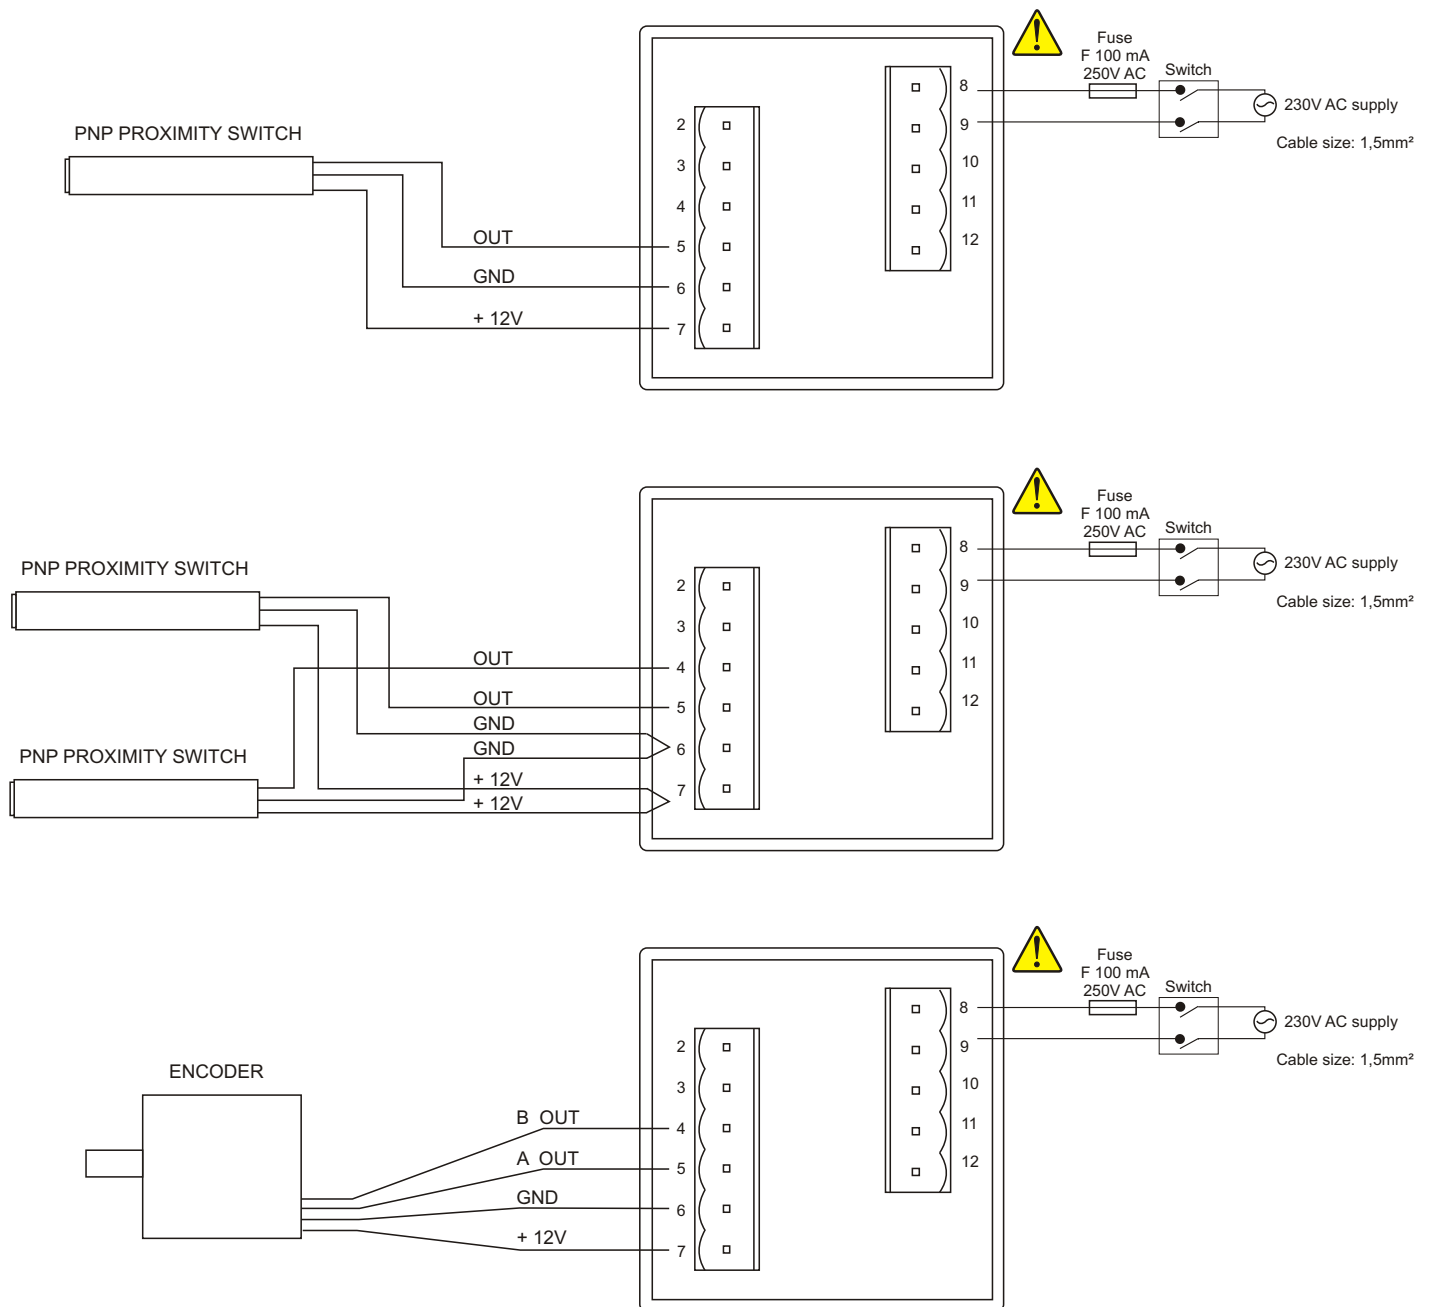 Fuse
F 100 mA
250V AC
Switch
8
230V AC supply
2
9
PNP PROXIMITY SWITCH
Cable size: 1,5mm²
3
10
4
11
OUT
5
12
GND
6
+ 12V
7
Fuse
F 100 mA
250V AC
Switch
8
230V AC supply
PNP PROXIMITY SWITCH
2
9
Cable size: 1,5mm²
3
10
OUT
4
11
OUT
5
12
GND
GND
6
PNP PROXIMITY SWITCH
+ 12V
7
+ 12V
Fuse
F 100 mA
250V AC
Switch
8
230V AC supply
2
9
Cable size: 1,5mm²
ENCODER
3
10
B OUT
4
11
A OUT
5
12
GND
6
+ 12V
7